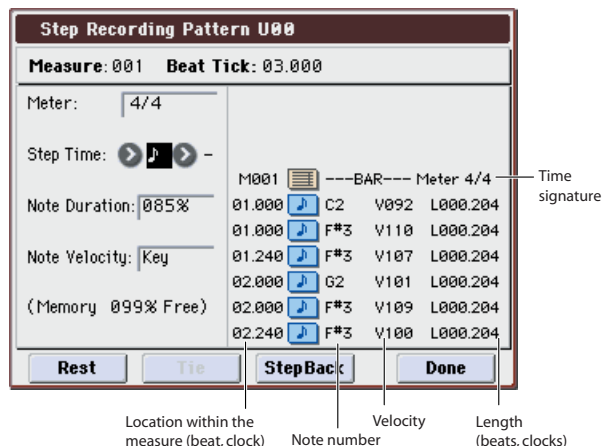 Step Recording Pattern U00
Measure: 001 Beat Tick: 03.000
Meter: 4/4
Step Time: -
Note Duration: 085%
Note Velocity: Key
(Memory 099% Free)
M001 ---BAR--- Meter 4/4
01.000 C2 V092 L000.204
01.000 F#3 V110 L000.204
01.240 F#3 V107 L000.204
02.000 G2 V101 L000.204
02.000 F#3 V109 L000.204
02.240 F#3 V100 L000.204
Rest Tie StepBack Done
Time
signature
Location within the
measure (beat, clock)
Note number
Velocity
Length
(beats, clocks)